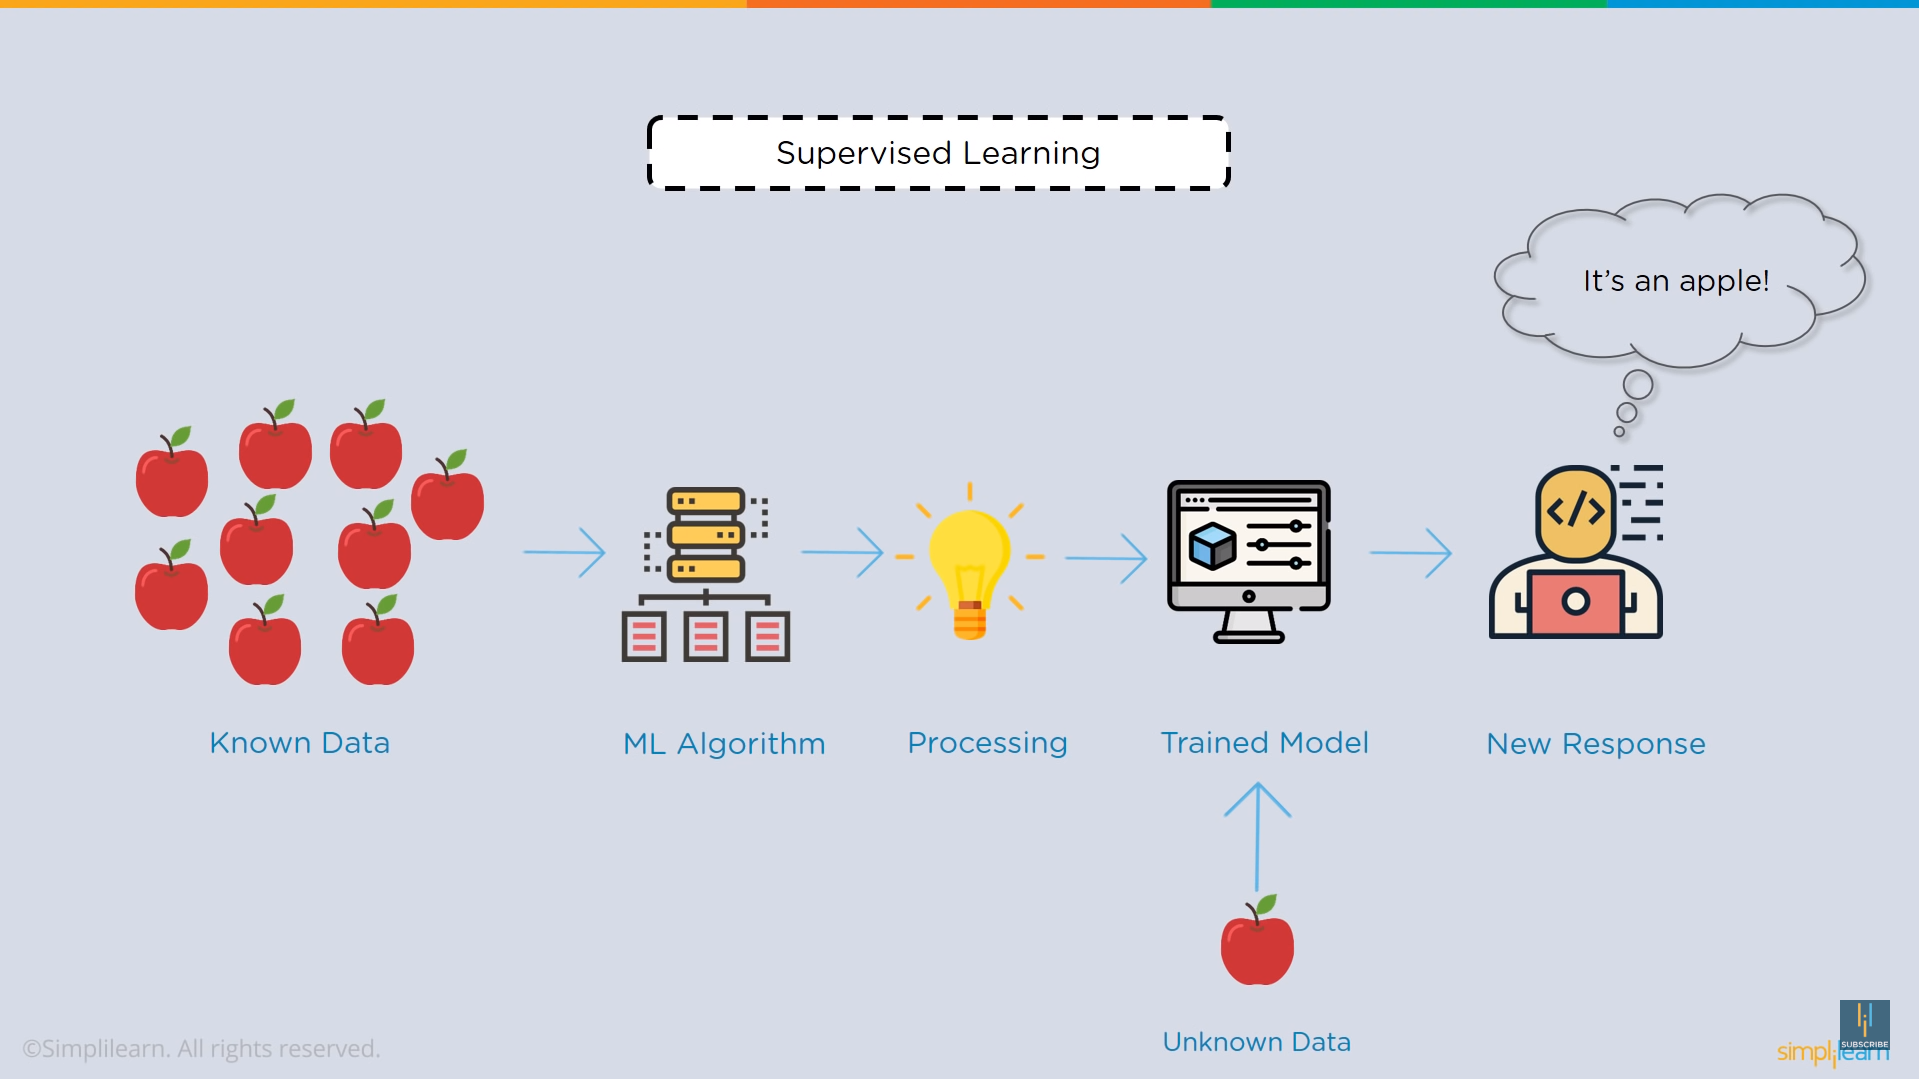 Supervised Learning
It's an apple!
</>
Known Data
ML Algorithm
Processing
Trained Model
New Response
Unknown Data
©Simplilearn. All rights reserved.
SUBSCRIBE
simplilearn